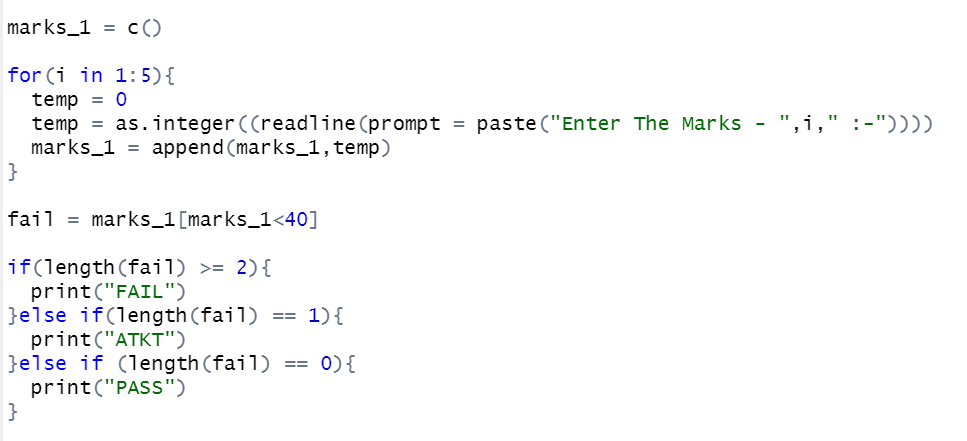 marks_1 = c()
for(i in 1:5){
temp = 0
temp = as.integer((readline(prompt = paste("Enter The Marks - ",i," :-"))))
marks_1 = append(marks_1,temp)
}
fail = marks_1[marks_1<40]
if(length(fail) >= 2){
print("FAIL")
}else if(length(fail) == 1){
print("ATKT")
}else if (length(fail) == 0){
print("PASS")
}